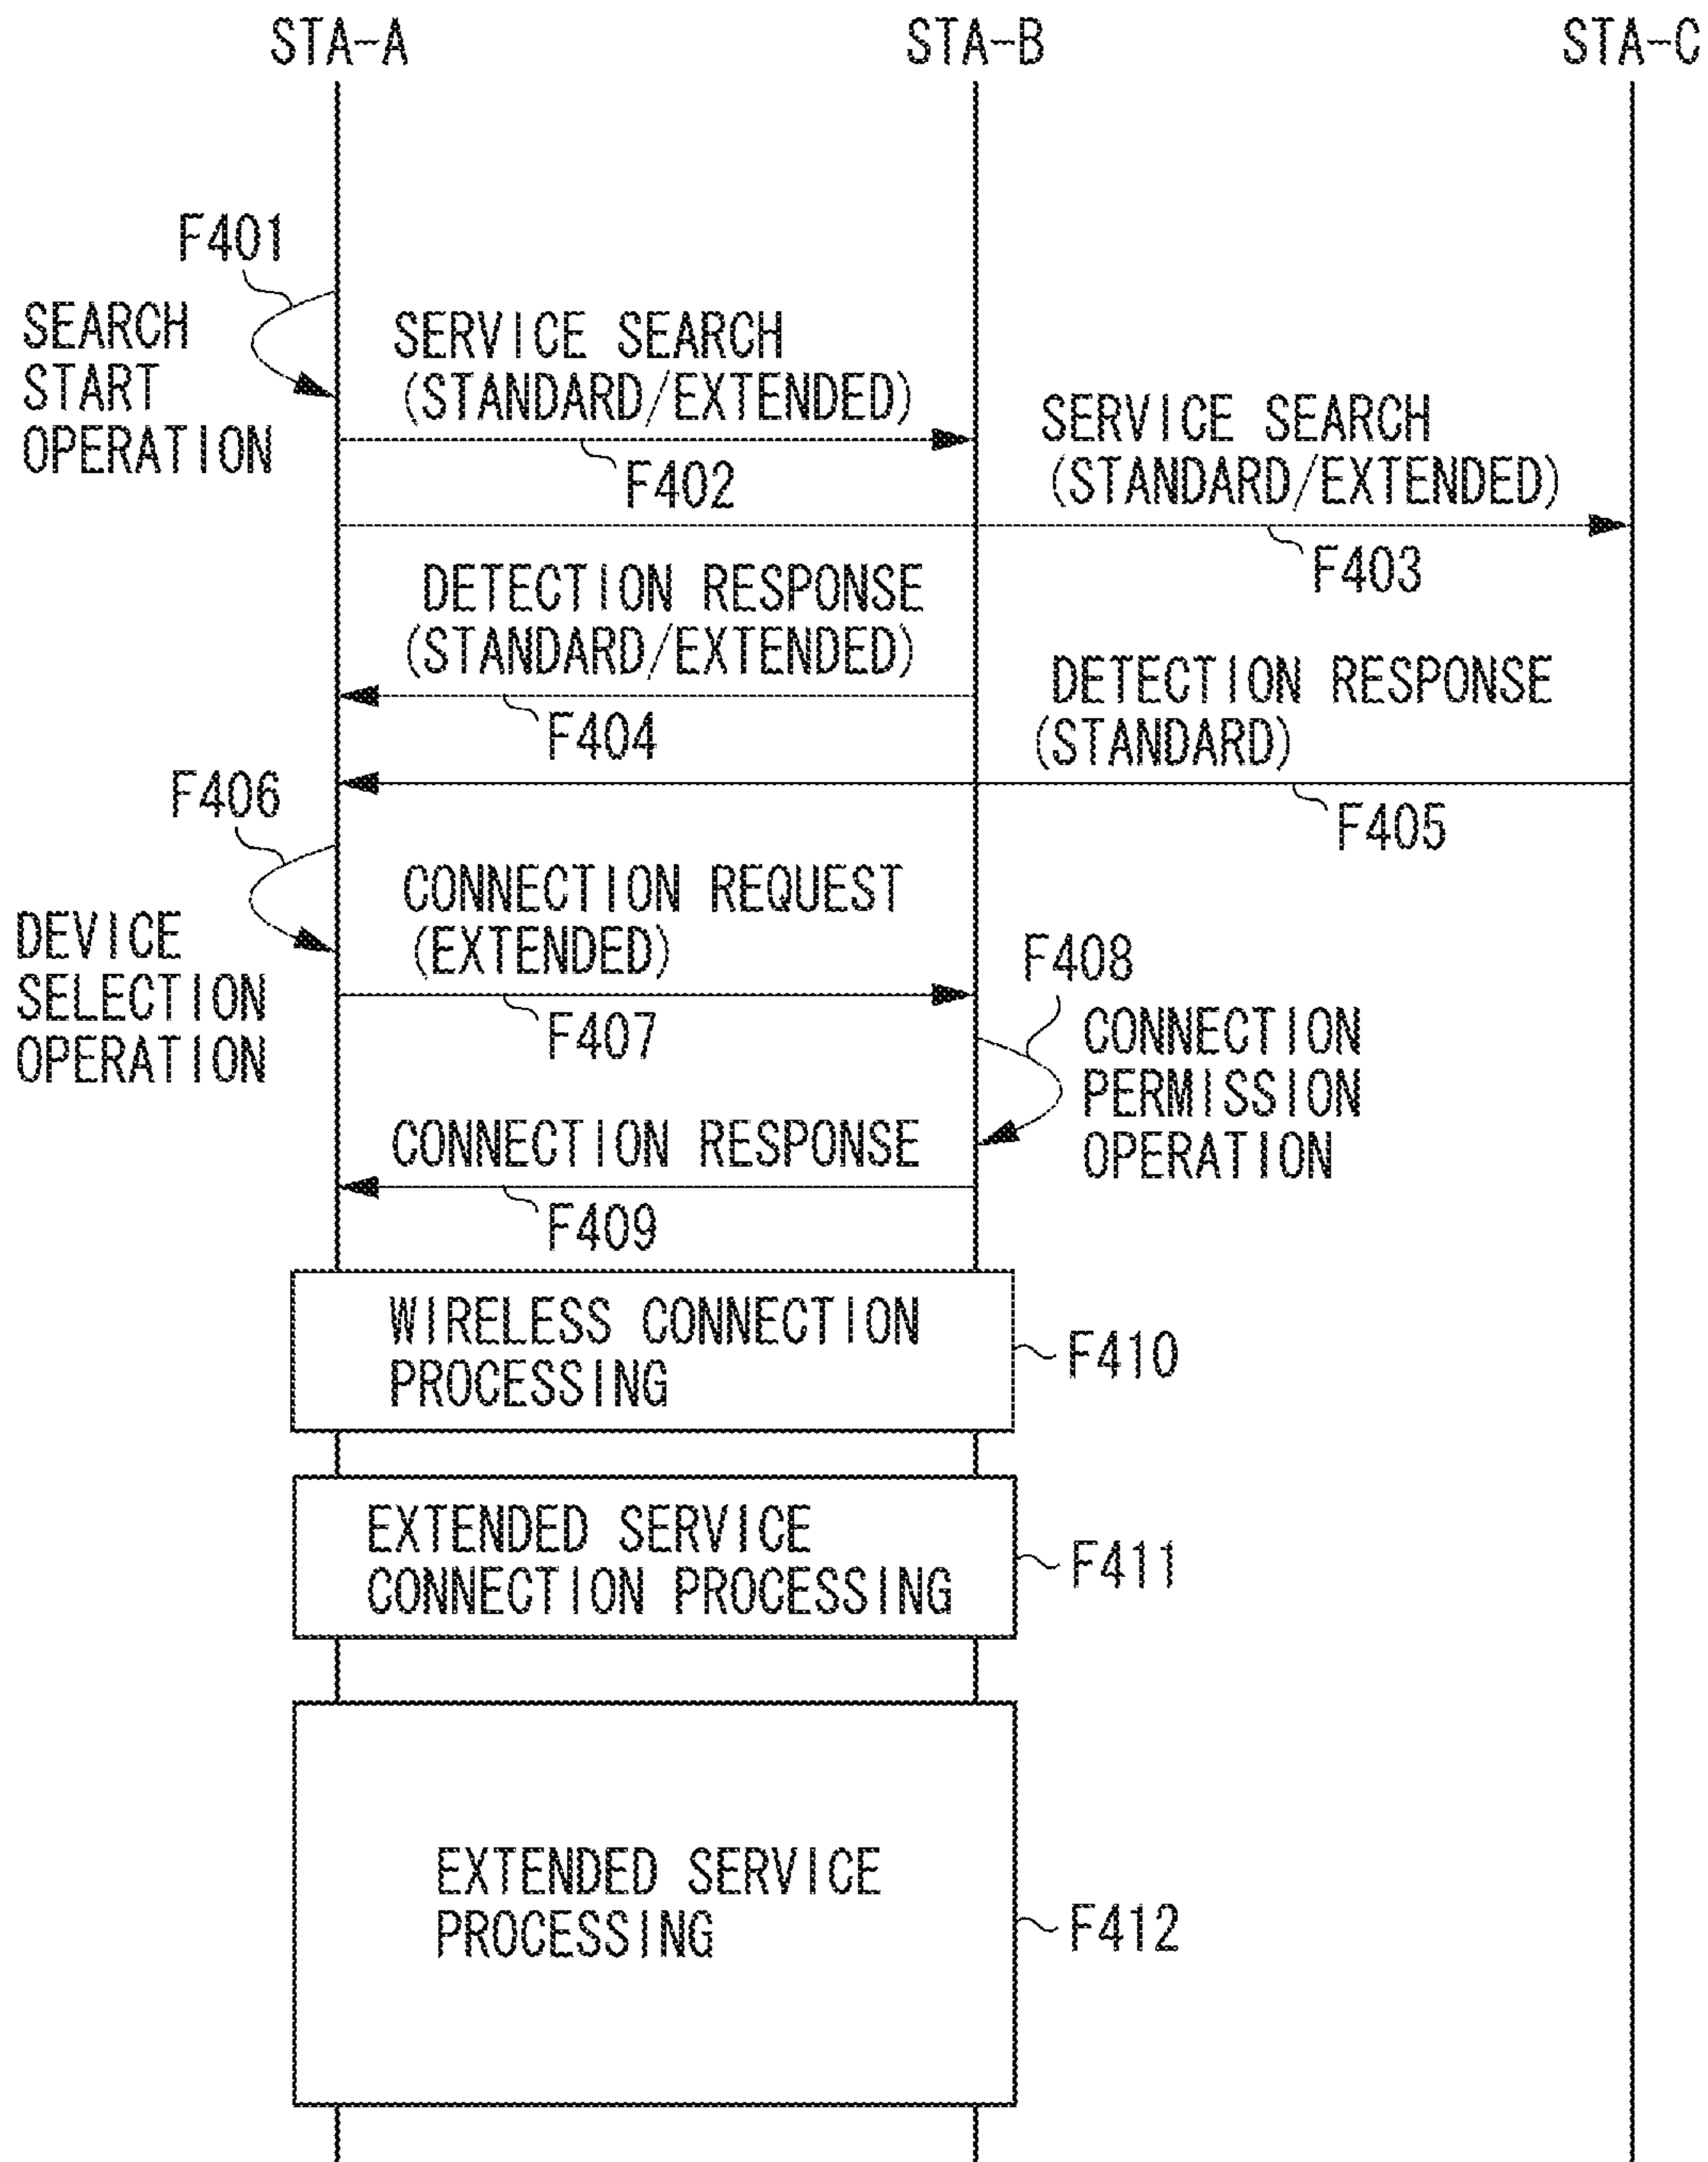 STA-A
STA-B
STA-C
F401
SEARCH
START
OPERATION
SERVICE SEARCH
(STANDARD/EXTENDED)
F402
SERVICE SEARCH
(STANDARD/EXTENDED)
F403
DETECTION RESPONSE
(STANDARD/EXTENDED)
F404
DETECTION RESPONSE
(STANDARD)
F405
F406
DEVICE
SELECTION
OPERATION
CONNECTION REQUEST
(EXTENDED)
F407
F408
CONNECTION
PERMISSION
OPERATION
CONNECTION RESPONSE
F409
WIRELESS CONNECTION
PROCESSING
F410
EXTENDED SERVICE
CONNECTION PROCESSING
F411
EXTENDED SERVICE
PROCESSING
F412